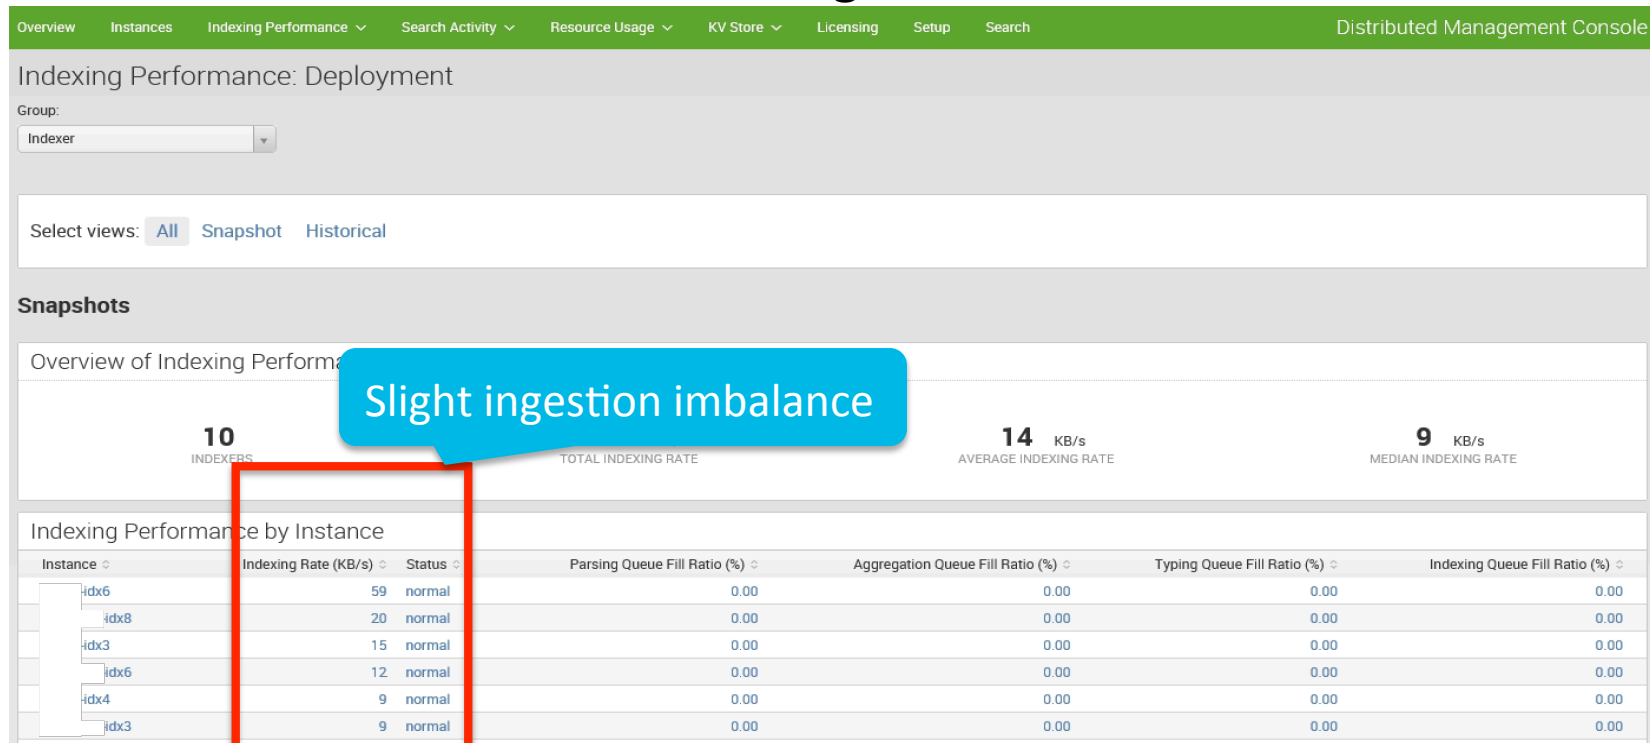 Overview Instances Indexing Performance Search Activity Resource Usage KV Store Licensing Setup Search Distributed Management Console
Indexing Performance: Deployment
Group:
Indexer
Select views: All Snapshot Historical
Snapshots
Overview of Indexing Performa
Slight ingestion imbalance
10 14 KB/s 9 KB/s
INDEXERS TOTAL INDEXING RATE AVERAGE INDEXING RATE MEDIAN INDEXING RATE
Indexing Performance by Instance
Instance Indexing Rate (KB/s) Status Parsing Queue Fill Ratio (%) Aggregation Queue Fill Ratio (%) Typing Queue Fill Ratio (%) Indexing Queue Fill Ratio (%)
-idx6 59 normal 0.00 0.00 0.00 0.00
idx8 20 normal 0.00 0.00 0.00 0.00
-idx3 15 normal 0.00 0.00 0.00 0.00
idx6 12 normal 0.00 0.00 0.00 0.00
-idx4 9 normal 0.00 0.00 0.00 0.00
idx3 9 normal 0.00 0.00 0.00 0.00